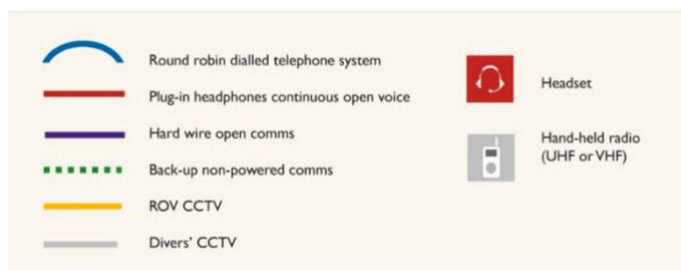 Round robin dialled telephone system
Plug-in headphones continuous open voice
Hard wire open comms
Back-up non-powered comms
ROV CCTV
Divers' CCTV
Headset
Hand-held radio
(UHF or VHF)